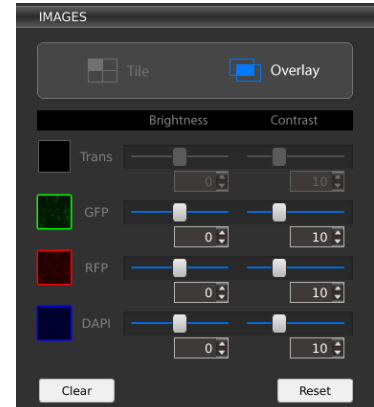 IMAGES
Tile Overlay
Brightness Contrast
Trans
0 10
GFP
0 10
RFP
0 10
DAPI
0 10
Clear Reset